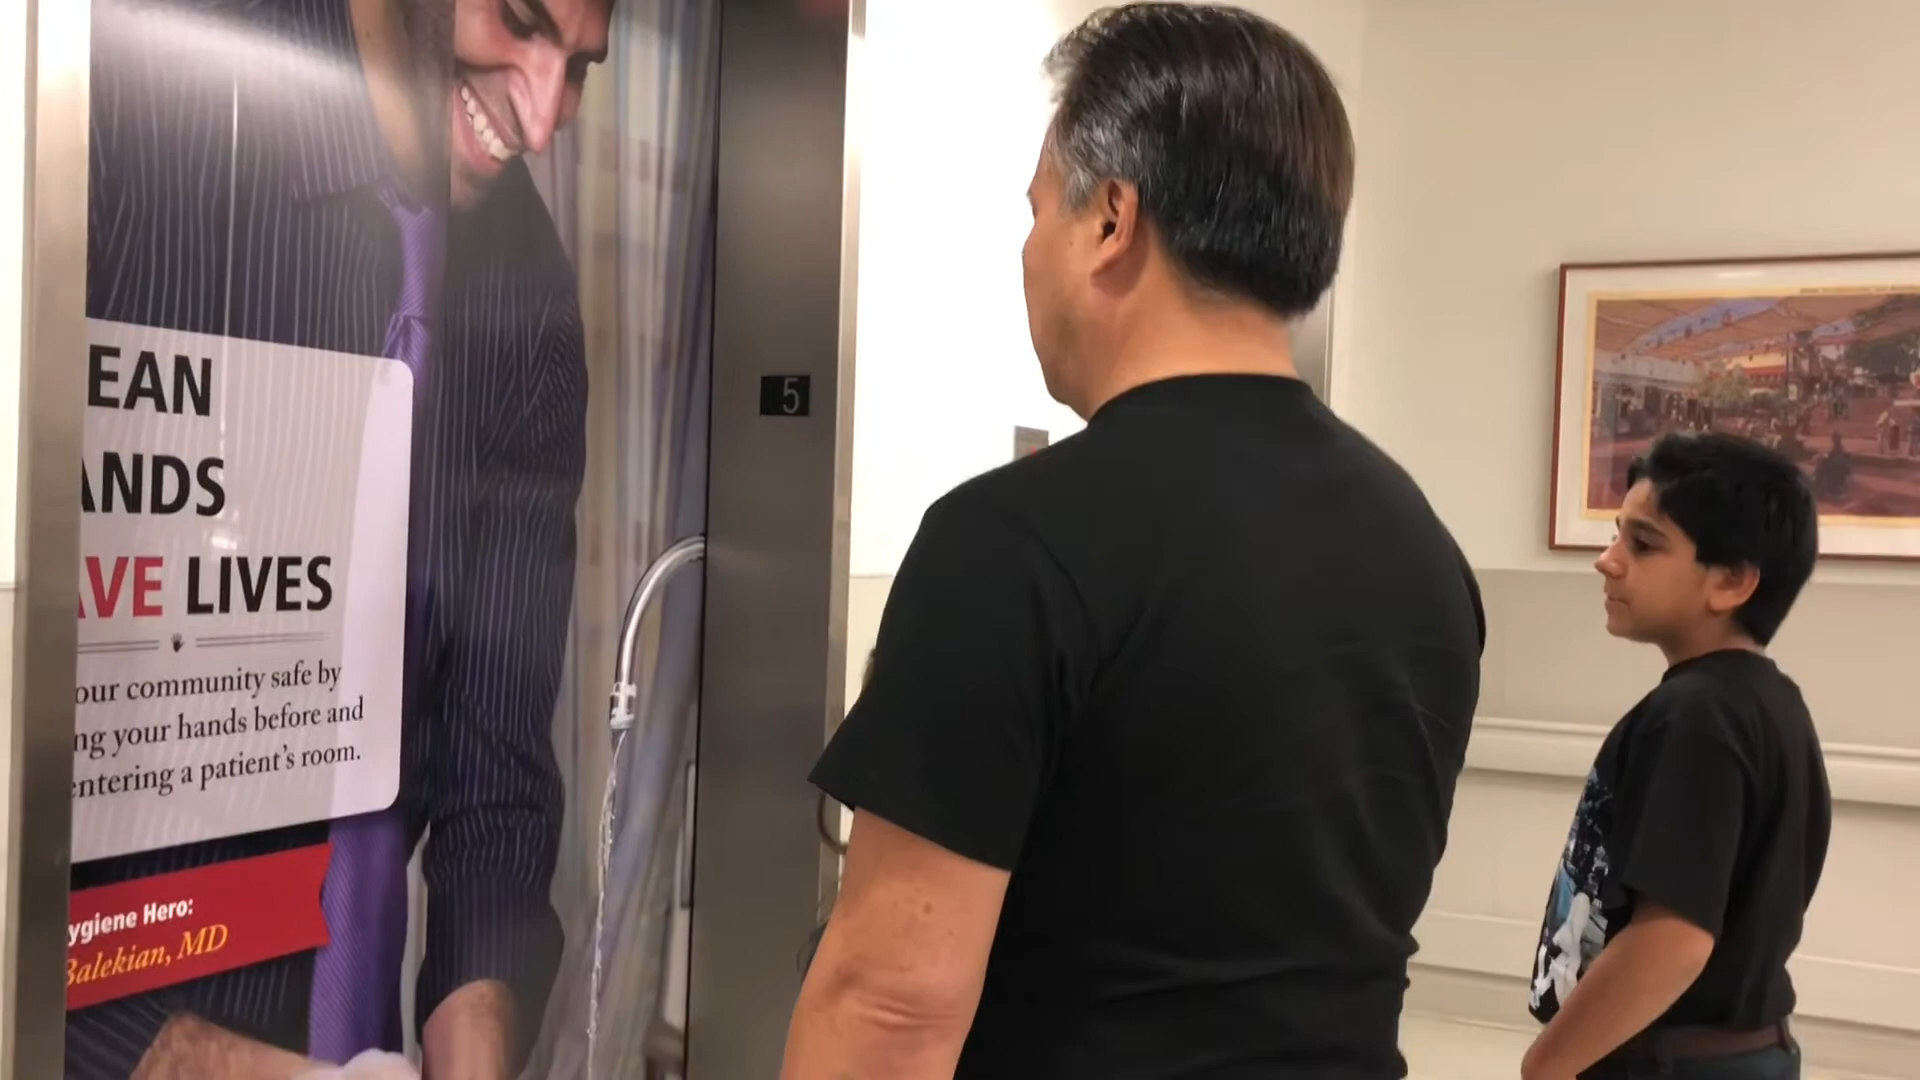 EAN
ANDS
AVE LIVES
our community safe by
ng your hands before and
entering a patient's room.
ygiene Hero:
Balekian, MD
5